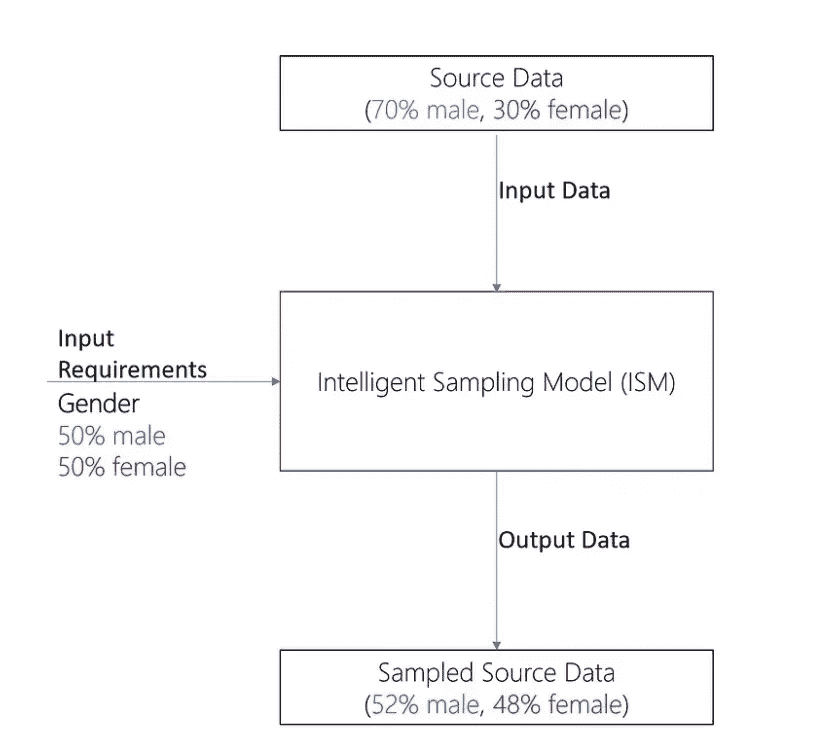 Source Data
(70% male, 30% female)
Input Data
Input
Requirements
Gender
50% male
50% female
Intelligent Sampling Model (ISM)
Output Data
Sampled Source Data
(52% male, 48% female)